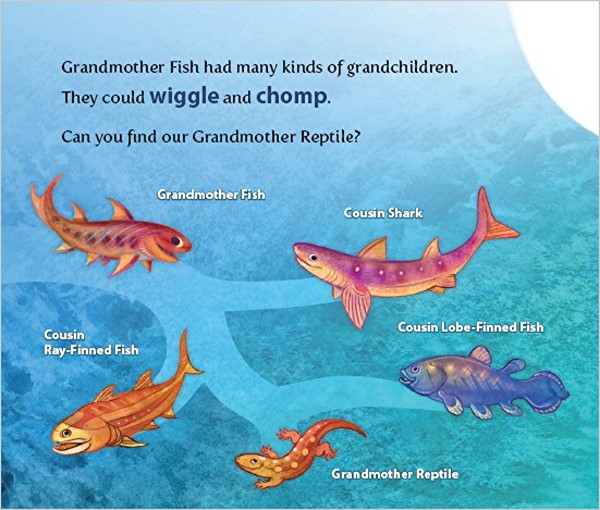 Grandmother Fish had many kinds of grandchildren.
They could wiggle and chomp.
Can you find our Grandmother Reptile?
Grandmother Fish
Cousin Shark
Cousin
Ray-Finned Fish
Cousin Lobe-Finned Fish
Grandmother Reptile